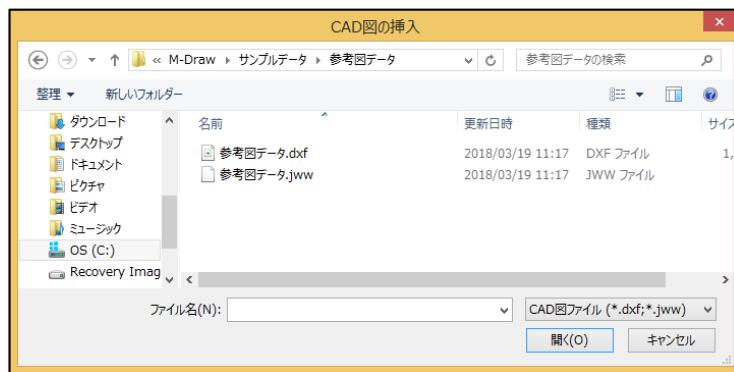 CAD図の挿入
« M-Draw ▸ サンプルデータ ▸ 参考図データ
参考図データの検索
整理 新しいフォルダー
ダウンロード
デスクトップ
ドキュメント
ピクチャ
ビデオ
ミュージック
OS (C:)
Recovery Imag
名前 更新日時 種類 サイズ
参考図データ.dxf 2018/03/19 11:17 DXF ファイル 1,
参考図データ.jww 2018/03/19 11:17 JWW ファイル
ファイル名(N):
CAD図ファイル (*.dxf;*.jww)
開く(O) キャンセル